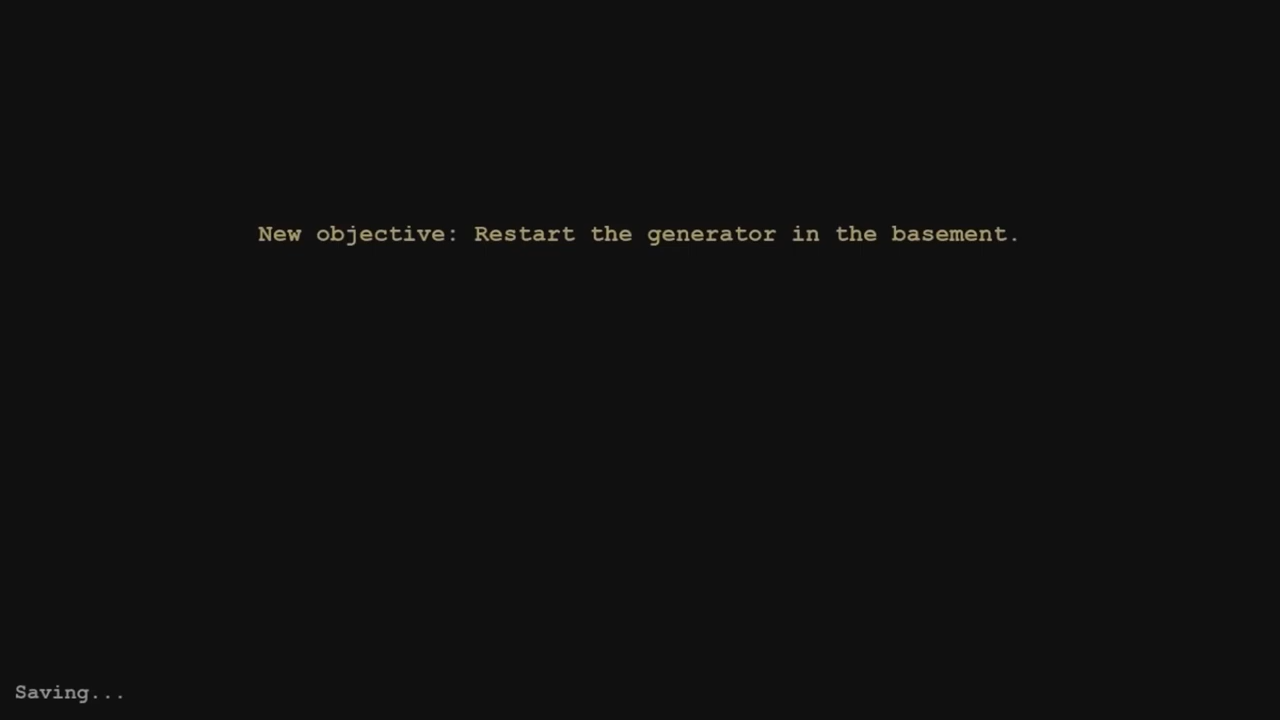 New objective: Restart the generator in the basement.
Saving...